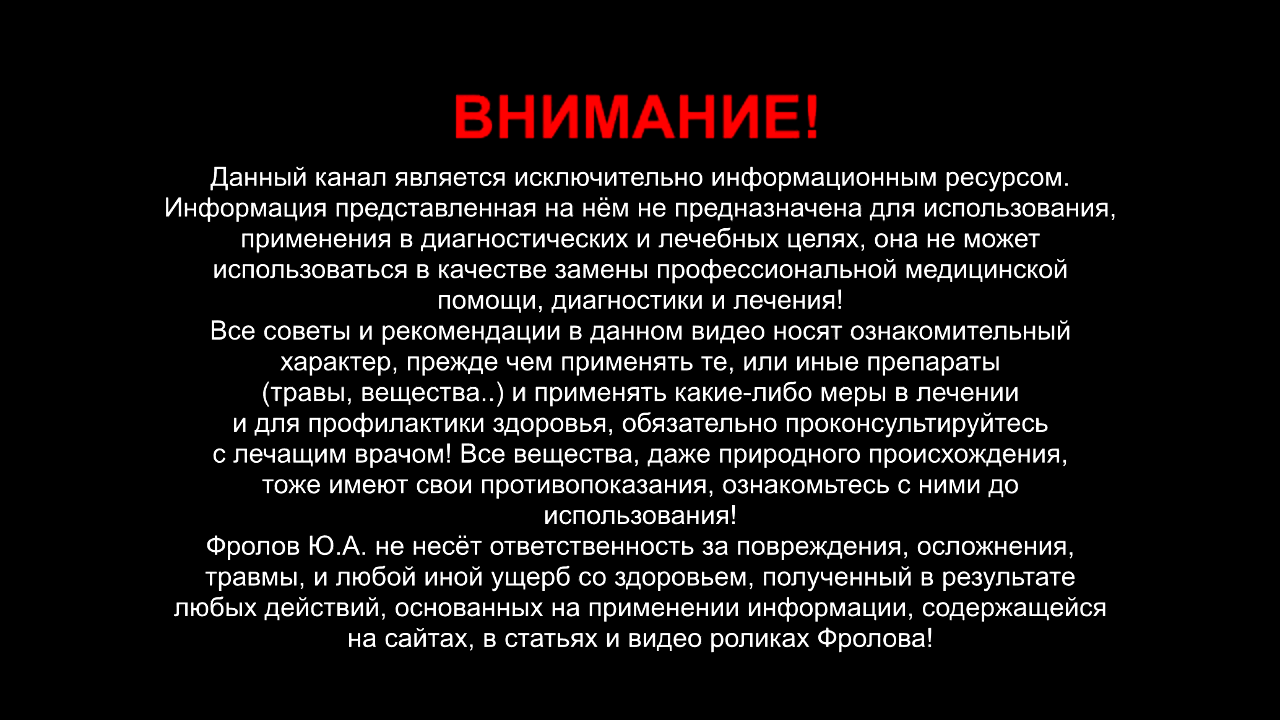 ВНИМАНИЕ!
Данный канал является исключительно информационным ресурсом.
Информация представленная на нём не предназначена для использования,
применения в диагностических и лечебных целях, она не может
использоваться в качестве замены профессиональной медицинской
помощи, диагностики и лечения!
Все советы и рекомендации в данном видео носят ознакомительный
характер, прежде чем применять те, или иные препараты
(травы, вещества..) и применять какие-либо меры в лечении
и для профилактики здоровья, обязательно проконсультируйтесь
с лечащим врачом! Все вещества, даже природного происхождения,
тоже имеют свои противопоказания, ознакомьтесь с ними до
использования!
Фролов Ю.А. не несёт ответственность за повреждения, осложнения,
травмы, и любой иной ущерб со здоровьем, полученный в результате
любых действий, основанных на применении информации, содержащейся
на сайтах, в статьях и видео роликах Фролова!